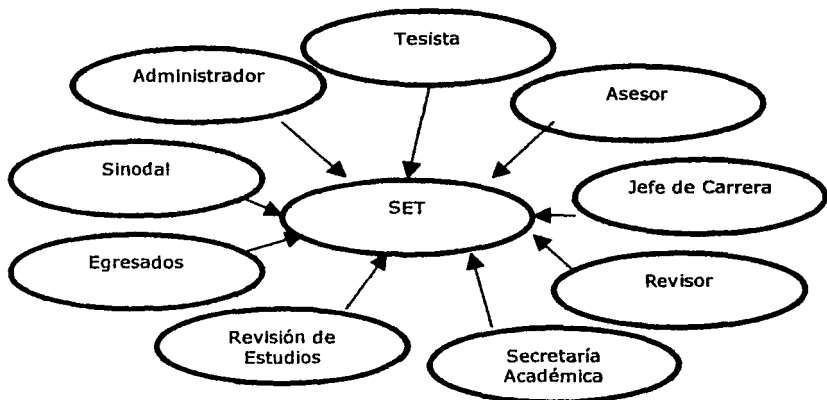 Tesista
Administrador
Asesor
Sinodal
SET
Jefe de Carrera
Egresados
Revisor
Revisión de
Estudios
Secretaría
Académica